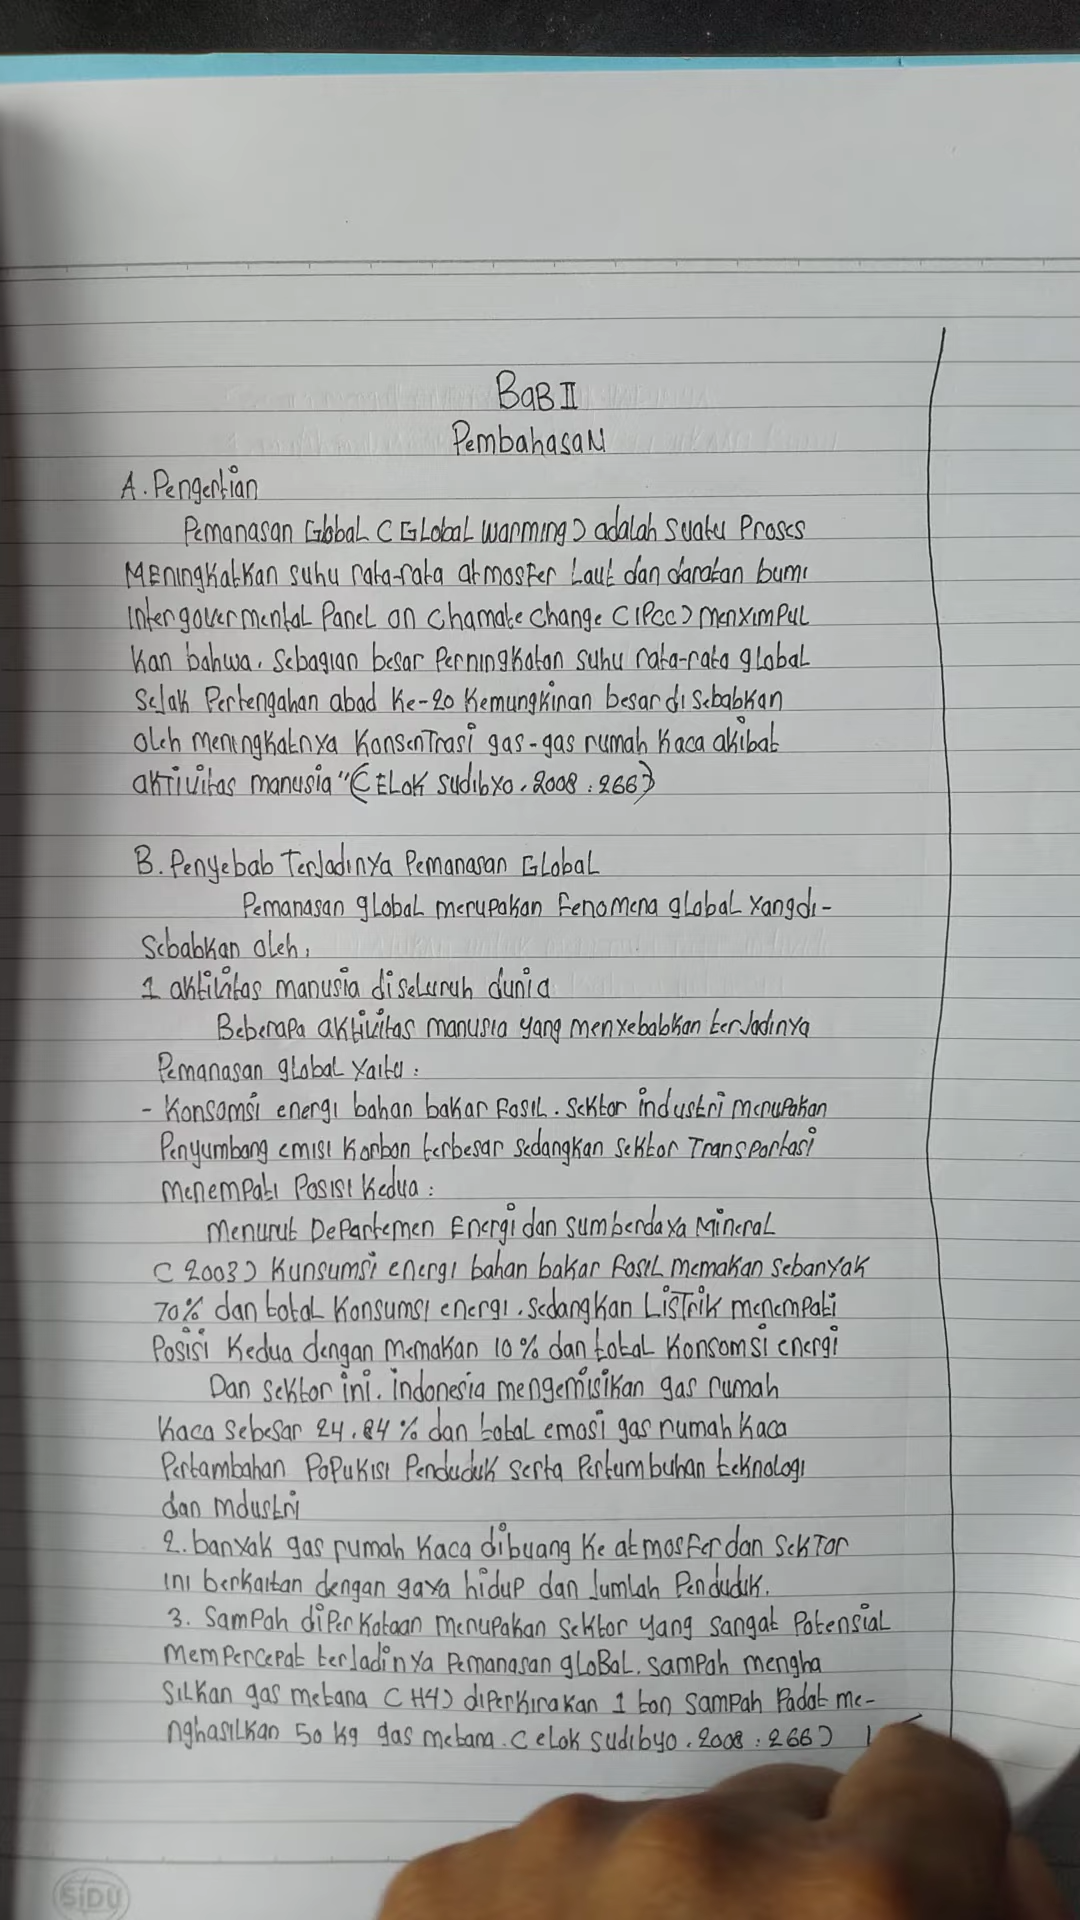 BaB II
Pembahasan
A. Pengertian
Pemanasan Global (Global Warming) adalah suatu Proses
Meningkatkan suhu rata-rata atmosfer Laut dan daratan bumi
Intergovermental Panel on Chamate Change (IPCC) menyimpul
Kan bahwa. Sebagian besar Perningkatan suhu rata-rata global
Sejak Pertengahan abad Ke-20 Kemungkinan besar di Sebabkan
oleh meningkatnya Konsentrasi gas-gas rumah Kaca akibat
aktivitas manusia "(Elok Sudibyo. 2008 : 266)
B. Penyebab Terjadinya Pemanasan Global
Pemanasan global merupakan Fenomena global yang di-
Sebabkan oleh,
1 aktivitas manusia di seluruh dunia
Beberapa aktivitas manusia yang menyebabkan terjadinya
Pemanasan global yaitu :
- Konsomsi energi bahan bakar Fosil. Sektor industri merupakan
Penyumbang emisi Karbon terbesar sedangkan Sektor Transportasi
menempati Posisi Kedua :
menurut Departemen Energi dan sumberdaya Mineral
(2003) Kunsumsi energi bahan bakar Fosil memakan sebanyak
70% dan total Konsumsi energi. sedangkan Listrik menempati
Posisi Kedua dengan memakan 10% dan total Konsomsi energi
Dan sektor ini. indonesia mengemisikan gas rumah
Kaca sebesar 24.84% dan total emosi gas rumah Kaca
Pertambahan Popukisi Penduduk serta Pertumbuhan teknologi
dan mdustri
2. banyak gas rumah Kaca dibuang Ke atmosfer dan Sektor
ini berkaitan dengan gaya hidup dan Jumlah Penduduk.
3. Sampah diPerkotaan merupakan Sektor yang sangat Potensial
Mempercepat terjadinya Pemanasan gloBal. sampah mengha
silkan gas metana (H4) diperkirakan 1 ton Sampah Padat me-
nghasilkan 50 kg gas metana. (elok sudibyo. 2008 : 266)
SiDU